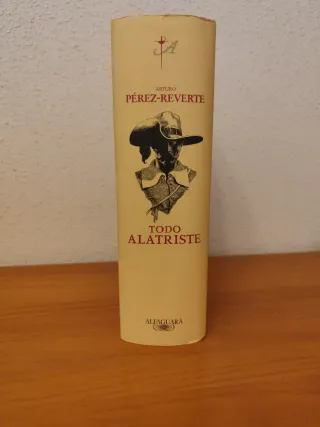 A
ARTURO
PÉREZ-REVERTE
TODO
ALATRISTE
ALFAGUARA